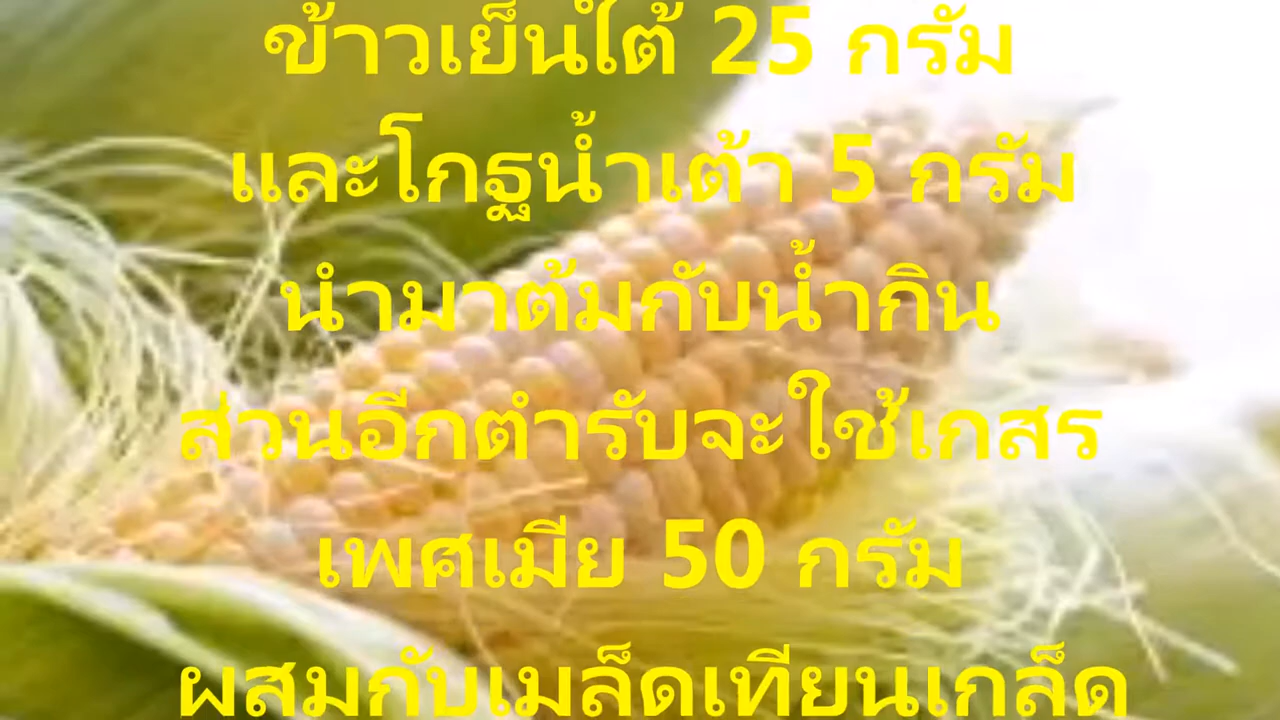 ข้าวเย็นใต้ 25 กรัม
และโกฐน้ำเต้า 5 กรัม
นำมาต้มกับน้ำกิน
ส่วนอีกตำรับจะใช้เกสร
เพศเมีย 50 กรัม
ผสมกับเมล็ดเทียนเกล็ด